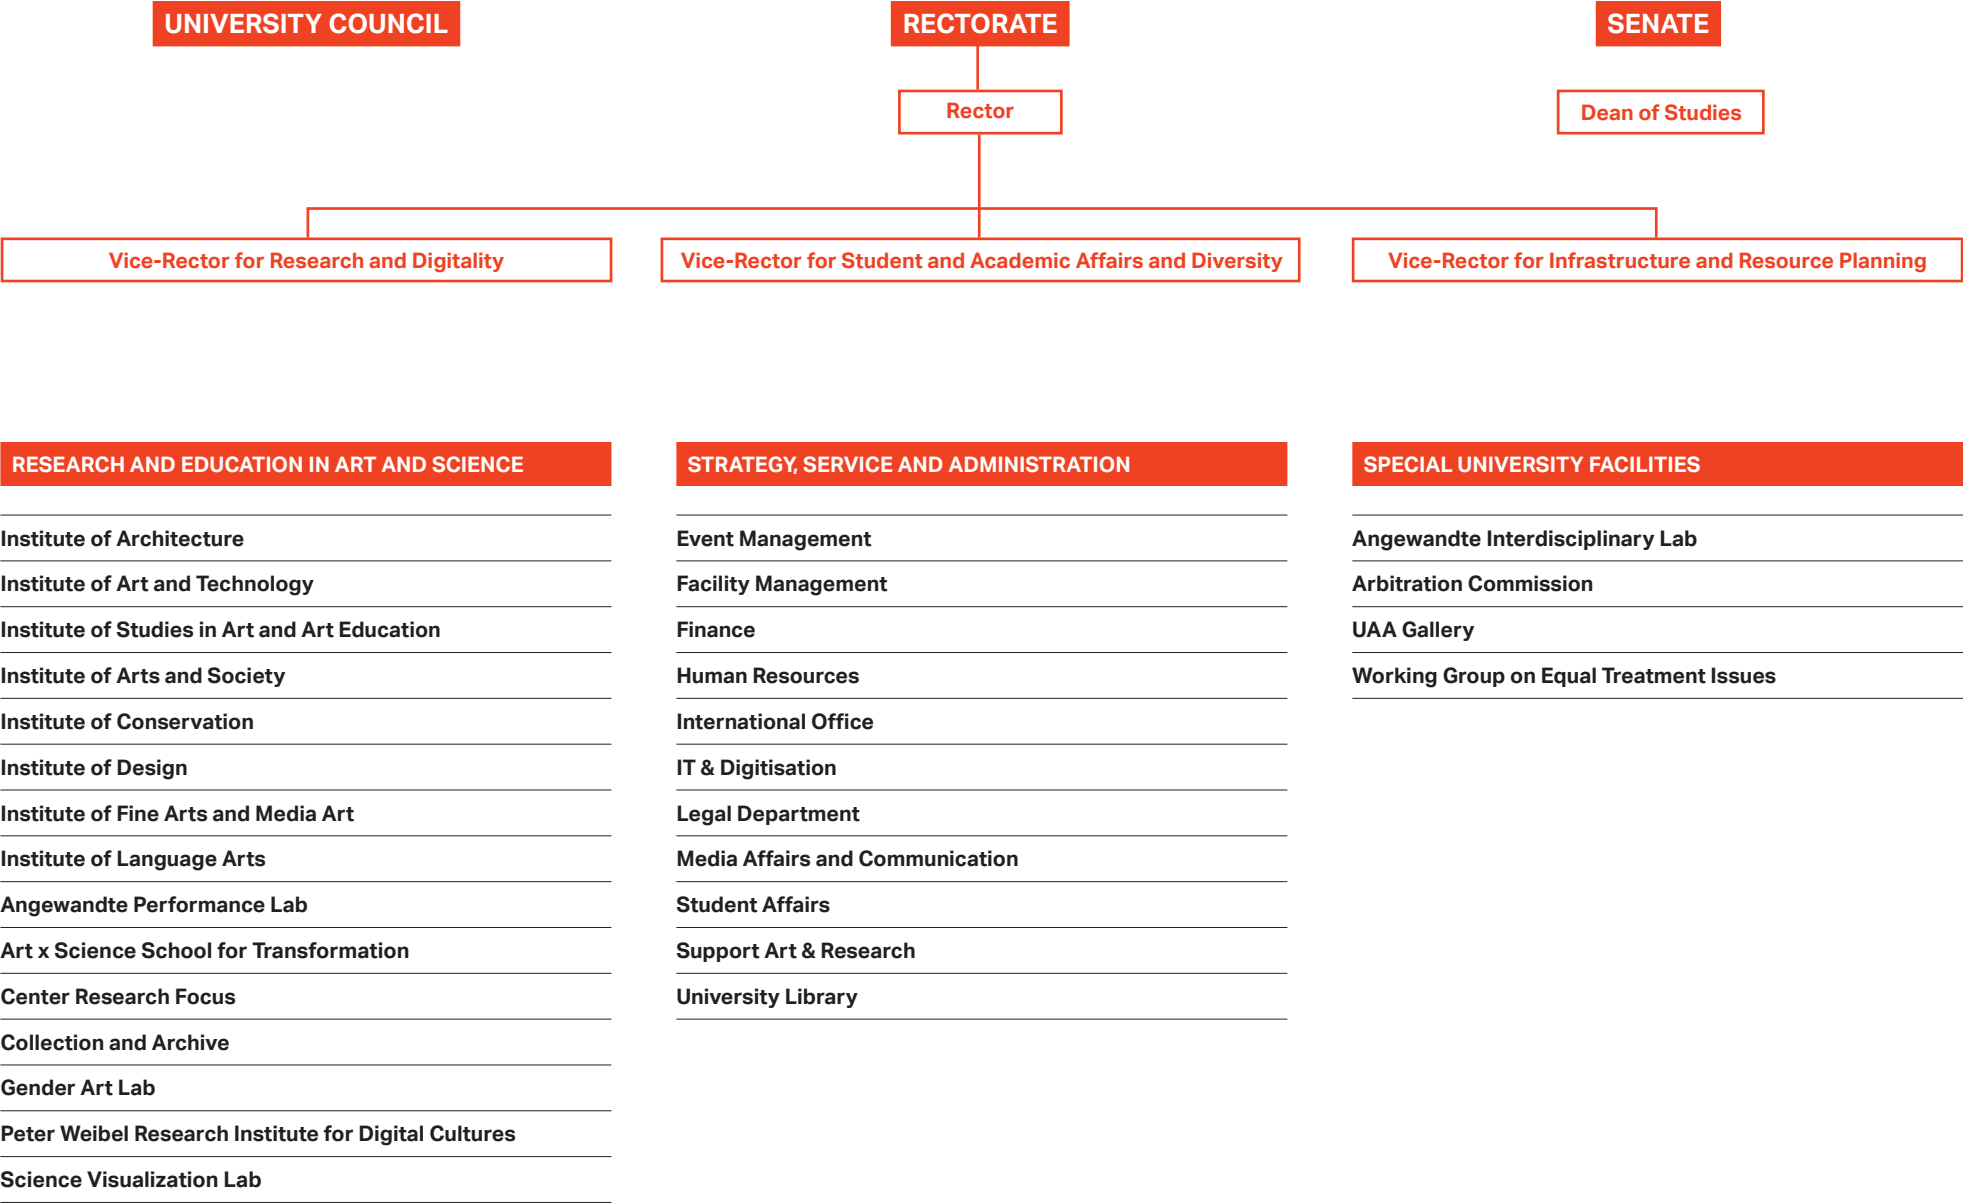 UNIVERSITY COUNCIL
RECTORATE
SENATE
Rector
Dean of Studies
Vice-Rector for Research and Digitality
Vice-Rector for Student and Academic Affairs and Diversity
Vice-Rector for Infrastructure and Resource Planning
RESEARCH AND EDUCATION IN ART AND SCIENCE
Institute of Architecture
Institute of Art and Technology
Institute of Studies in Art and Art Education
Institute of Arts and Society
Institute of Conservation
Institute of Design
Institute of Fine Arts and Media Art
Institute of Language Arts
Angewandte Performance Lab
Art x Science School for Transformation
Center Research Focus
Collection and Archive
Gender Art Lab
Peter Weibel Research Institute for Digital Cultures
Science Visualization Lab
STRATEGY, SERVICE AND ADMINISTRATION
Event Management
Facility Management
Finance
Human Resources
International Office
IT & Digitisation
Legal Department
Media Affairs and Communication
Student Affairs
Support Art & Research
University Library
SPECIAL UNIVERSITY FACILITIES
Angewandte Interdisciplinary Lab
Arbitration Commission
UAA Gallery
Working Group on Equal Treatment Issues